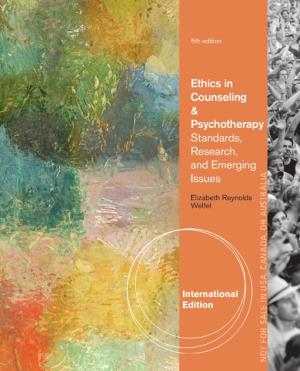 5th edition
Ethics in
Counseling
&
Psychotherapy
Standards,
Research,
and Emerging
Issues
Elizabeth Reynolds
Welfel
International
Edition
NOT FOR SALE IN USA, CANADA, OR AUSTRALIA